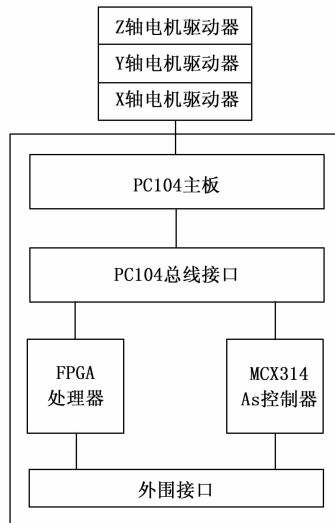 Z轴电机驱动器
Y轴电机驱动器
X轴电机驱动器
PC104主板
PC104总线接口
FPGA
处理器
MCX314
As控制器
外围接口